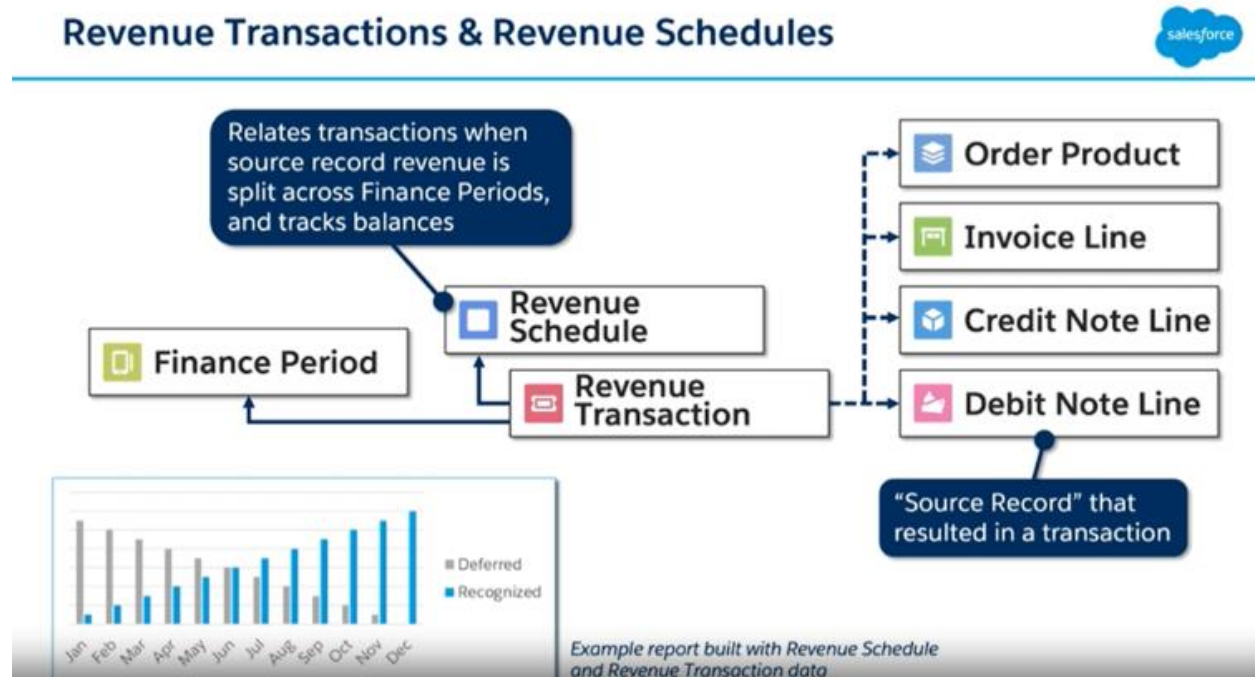 Revenue Transactions & Revenue Schedules
salesforce
Relates transactions when
source record revenue is
split across Finance Periods,
and tracks balances
Order Product
Invoice Line
Revenue
Schedule
Credit Note Line
Finance Period
Revenue
Transaction
Debit Note Line
"Source Record" that
resulted in a transaction
Deferred
Recognized
Jan Feb Mar Apr May Jun Jul Aug Sep Oct Nov Dec
Example report built with Revenue Schedule
and Revenue Transaction data